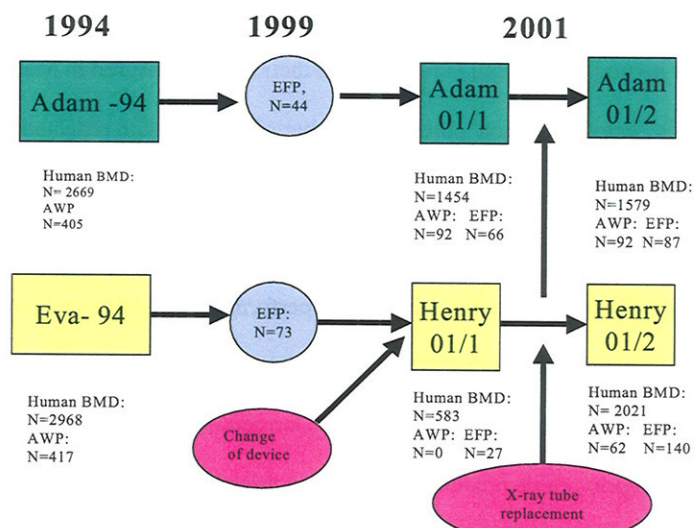 1994 1999 2001
Adam -94
EFP,
N=44
Adam
01/1
Adam
01/2
Human BMD:
N= 2669
AWP
N=405
Human BMD:
N=1454
AWP: EFP:
N=92 N=66
Human BMD:
N=1579
AWP: EFP:
N=92 N=87
Eva- 94
EFP:
N=73
Henry
01/1
Henry
01/2
Human BMD:
N=2968
AWP:
N=417
Change
of device
Human BMD:
N=583
AWP: EFP:
N=0 N=27
Human BMD:
N= 2021
AWP: EFP:
N=62 N=140
X-ray tube
replacement